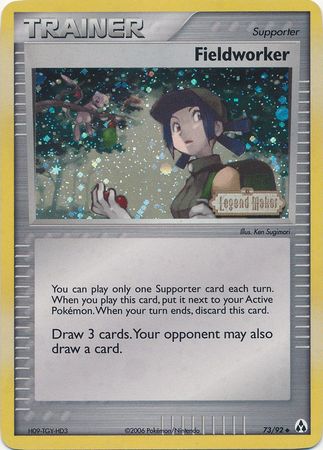 TRAINER
Supporter
Fieldworker
EX
Legend Maker
Illus. Ken Sugimori
You can play only one Supporter card each turn.
When you play this card, put it next to your Active
Pokémon. When your turn ends, discard this card.
Draw 3 cards. Your opponent may also
draw a card.
H09-TGY-HD3
©2006 Pokémon/Nintendo
73/92